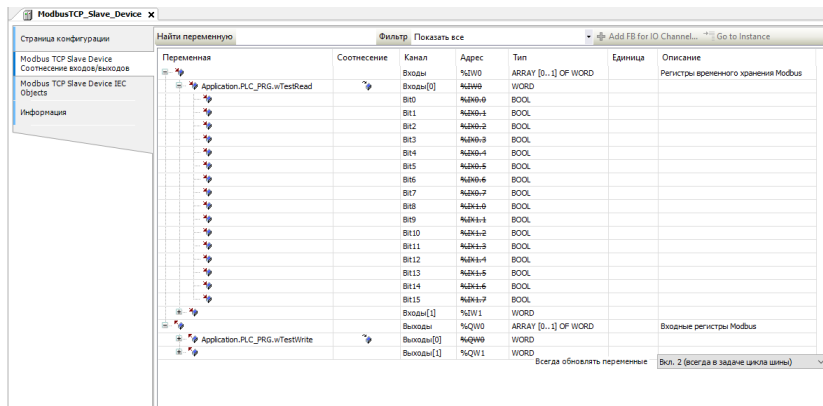 ModbusTCP_Slave_Device X
Страница конфигурации
Modbus TCP Slave Device
Соотнесение входов/выходов
Modbus TCP Slave Device IEC
Objects
Информация
Найти переменную Фильтр Показать все Add FB for IO Channel... Go to Instance
Переменная Соотнесение Канал Адрес Тип Единица Описание
Входы %IW0 ARRAY [0..1] OF WORD Регистры временного хранения Modbus
Application.PLC_PRG.wTestRead Входы[0] %IW0 WORD
Bit0 %IX0.0 BOOL
Bit1 %IX0.1 BOOL
Bit2 %IX0.2 BOOL
Bit3 %IX0.3 BOOL
Bit4 %IX0.4 BOOL
Bit5 %IX0.5 BOOL
Bit6 %IX0.6 BOOL
Bit7 %IX0.7 BOOL
Bit8 %IX1.0 BOOL
Bit9 %IX1.1 BOOL
Bit10 %IX1.2 BOOL
Bit11 %IX1.3 BOOL
Bit12 %IX1.4 BOOL
Bit13 %IX1.5 BOOL
Bit14 %IX1.6 BOOL
Bit15 %IX1.7 BOOL
Входы[1] %IW1 WORD
Выходы %QW0 ARRAY [0..1] OF WORD Входные регистры Modbus
Application.PLC_PRG.wTestWrite Выходы[0] %QW0 WORD
Выходы[1] %QW1 WORD
Всегда обновлять переменные Вкл. 2 (всегда в задаче цикла шины)